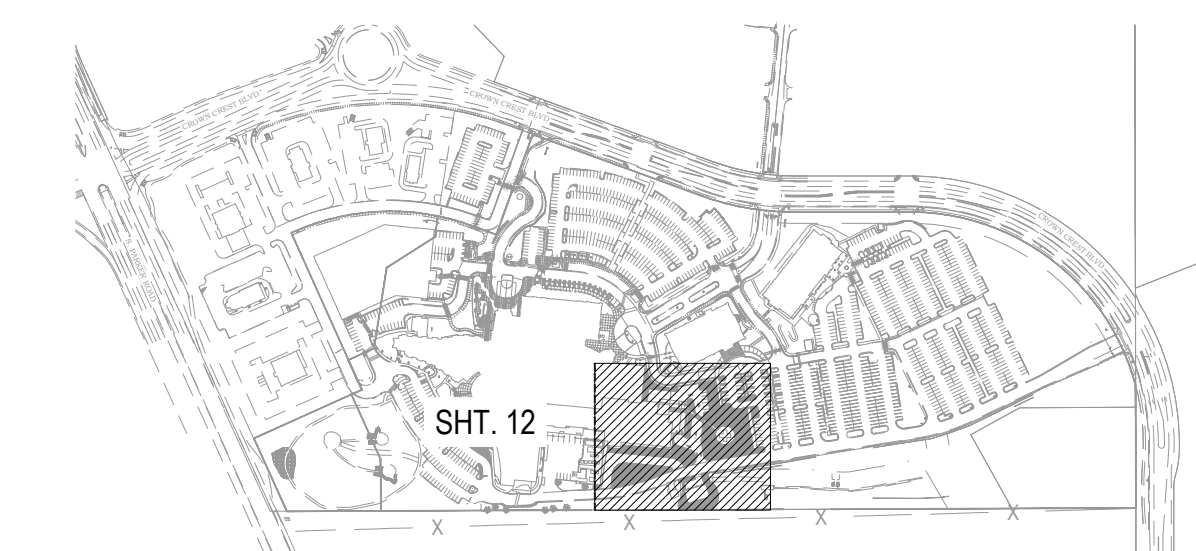 CROWN CREST BLVD
CROWN CREST BLVD
CROWN CREST BLVD
S. PARKER ROAD
SHT. 12
X X X X